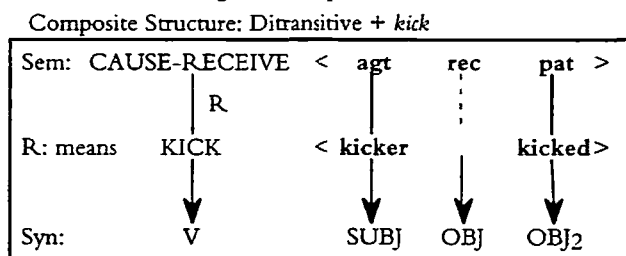 Composite Structure: Ditransitive + kick
Sem: CAUSE-RECEIVE < agt rec pat >
R
R: means KICK < kicker kicked>
Syn: V SUBJ OBJ OBJ2